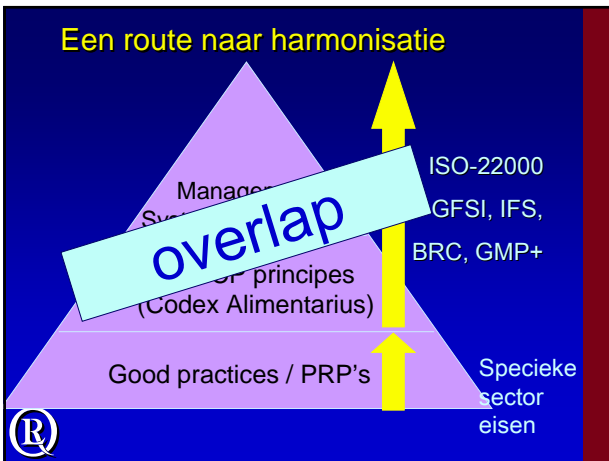 Een route naar harmonisatie
ISO-22000
GFSI, IFS,
BRC, GMP+
overlap
principes
(Codex Alimentarius)
Good practices / PRP's
Specieke
sector
eisen